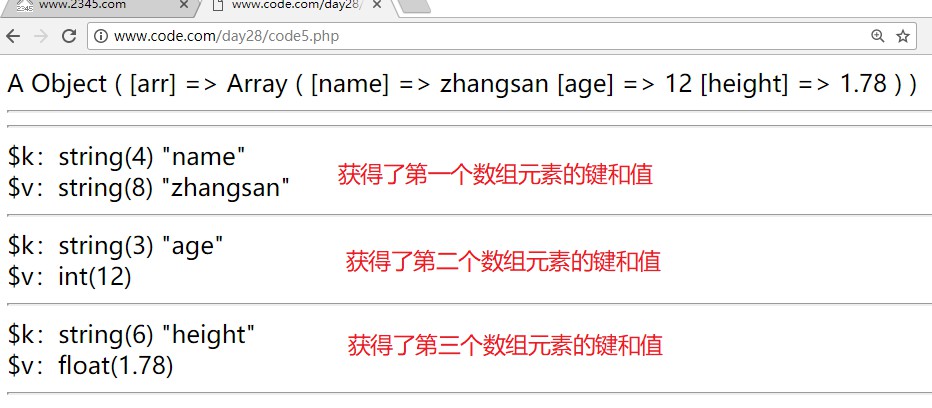 www.2345.com
www.code.com/day28/
www.code.com/day28/code5.php
A Object ( [arr] => Array ( [name] => zhangsan [age] => 12 [height] => 1.78 ) )
$k：string(4) "name"
$v：string(8) "zhangsan"
获得了第一个数组元素的键和值
$k：string(3) "age"
$v：int(12)
获得了第二个数组元素的键和值
$k：string(6) "height"
$v：float(1.78)
获得了第三个数组元素的键和值